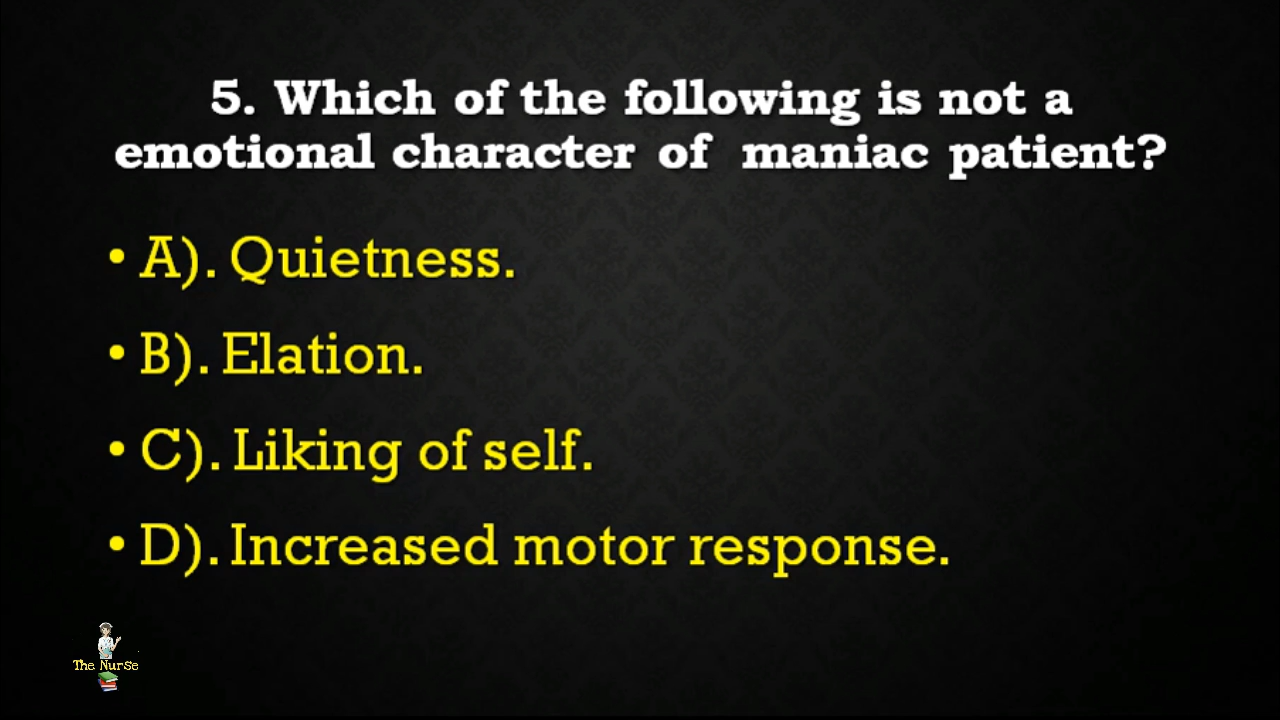 5. Which of the following is not a
emotional character of maniac patient?
• A). Quietness.
• B). Elation.
• C). Liking of self.
• D). Increased motor response.
The Nurse